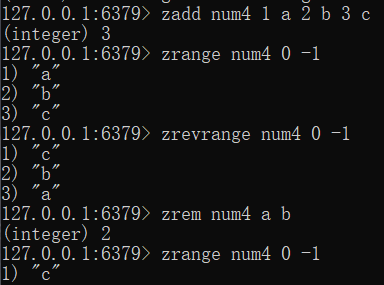 127.0.0.1:6379> zadd num4 1 a 2 b 3 c
(integer) 3
127.0.0.1:6379> zrange num4 0 -1
1) "a"
2) "b"
3) "c"
127.0.0.1:6379> zrevrange num4 0 -1
1) "c"
2) "b"
3) "a"
127.0.0.1:6379> zrem num4 a b
(integer) 2
127.0.0.1:6379> zrange num4 0 -1
1) "c"